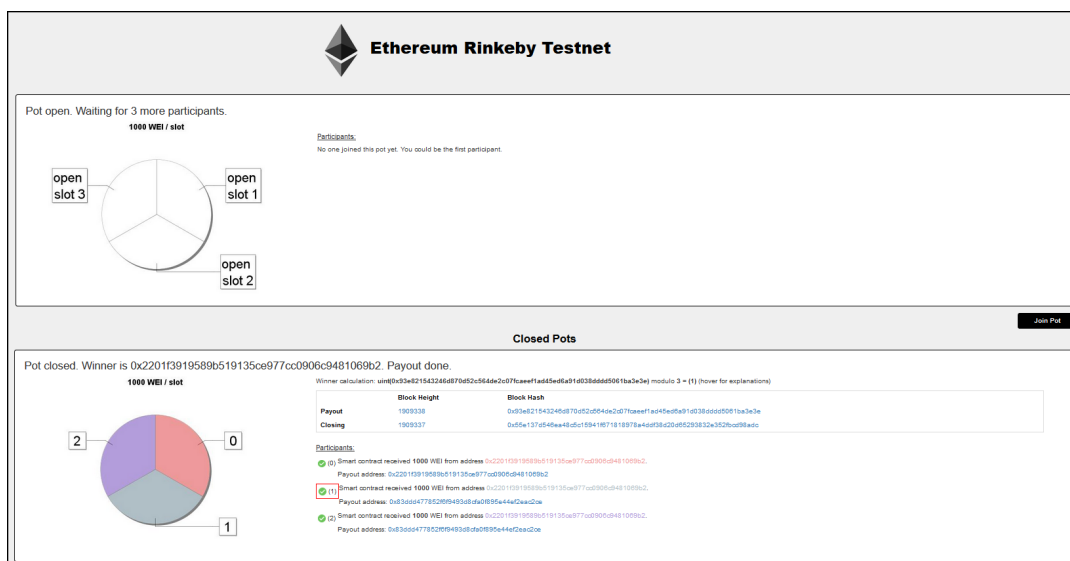 Ethereum Rinkeby Testnet
Pot open. Waiting for 3 more participants.
1000 WEI / slot
open
slot 3
open
slot 1
open
slot 2
Participants:
No one joined this pot yet. You could be the first participant.
Join Pot
Closed Pots
Pot closed. Winner is 0x2201f3919589b519135ce977cc0906c9481069b2. Payout done.
1000 WEI / slot
2
0
1
Winner calculation: uint(0x93e821543246d870d52c564de2c07fcaeef1ad45ed6a91d038dddd5061ba3e3e) modulo 3 = (1) (hover for explanations)
Block Height Block Hash
Payout 1909338 0x93e821543246d870d52c564de2c07fcaeef1ad45ed6a91d038dddd5061ba3e3e
Closing 1909337
Participants:
(0) Smart contract received 1000 WEI from address 0x2201f3919589b519135ce977cc0906c9481069b2.
Payout address: 0x2201f3919589b519135ce977cc0906c9481069b2
(1) Smart contract received 1000 WEI from address 0x2201f3919589b519135ce977cc0906c9481069b2.
Payout address: 0x83ddd477852f6f9493d8cfa0f895e44ef2eac2ce
(2) Smart contract received 1000 WEI from address 0x2201f3919589b519135ce977cc0906c9481069b2.
Payout address: 0x83ddd477852f6f9493d8cfa0f895e44ef2eac2ce